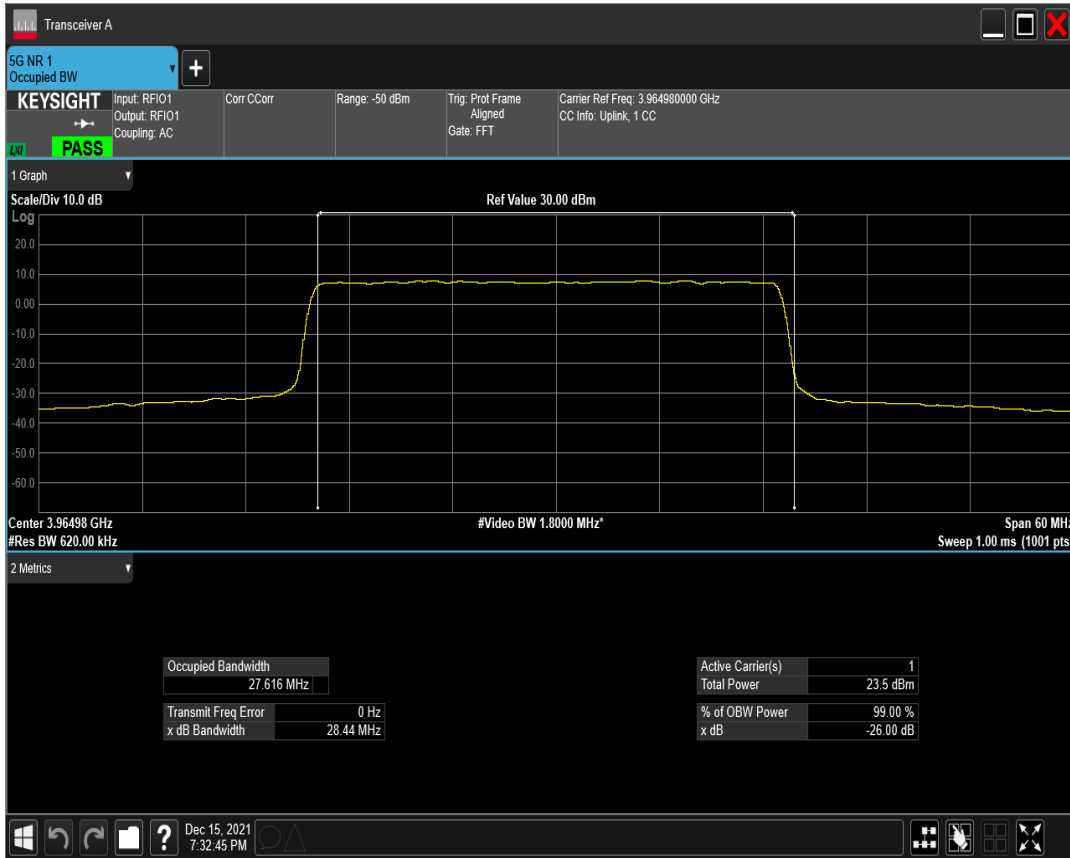 Transceiver A
5G NR 1
Occupied BW
KEYSIGHT
LXI
PASS
Input: RFIO1
Output: RFIO1
Coupling: AC
Corr CCorr
Range: -50 dBm
Trig: Prot Frame
Aligned
Gate: FFT
Carrier Ref Freq: 3.964980000 GHz
CC Info: Uplink, 1 CC
1 Graph
Scale/Div 10.0 dB
Ref Value 30.00 dBm
Log
20.0
10.0
0.00
-10.0
-20.0
-30.0
-40.0
-50.0
-60.0
Center 3.96498 GHz
#Video BW 1.8000 MHz*
Span 60 MHz
#Res BW 620.00 kHz
Sweep 1.00 ms (1001 pts
2 Metrics
Occupied Bandwidth
27.616 MHz
Transmit Freq Error 0 Hz
x dB Bandwidth 28.44 MHz
Active Carrier(s) 1
Total Power 23.5 dBm
% of OBW Power 99.00 %
x dB -26.00 dB
?
Dec 15, 2021
7:32:45 PM